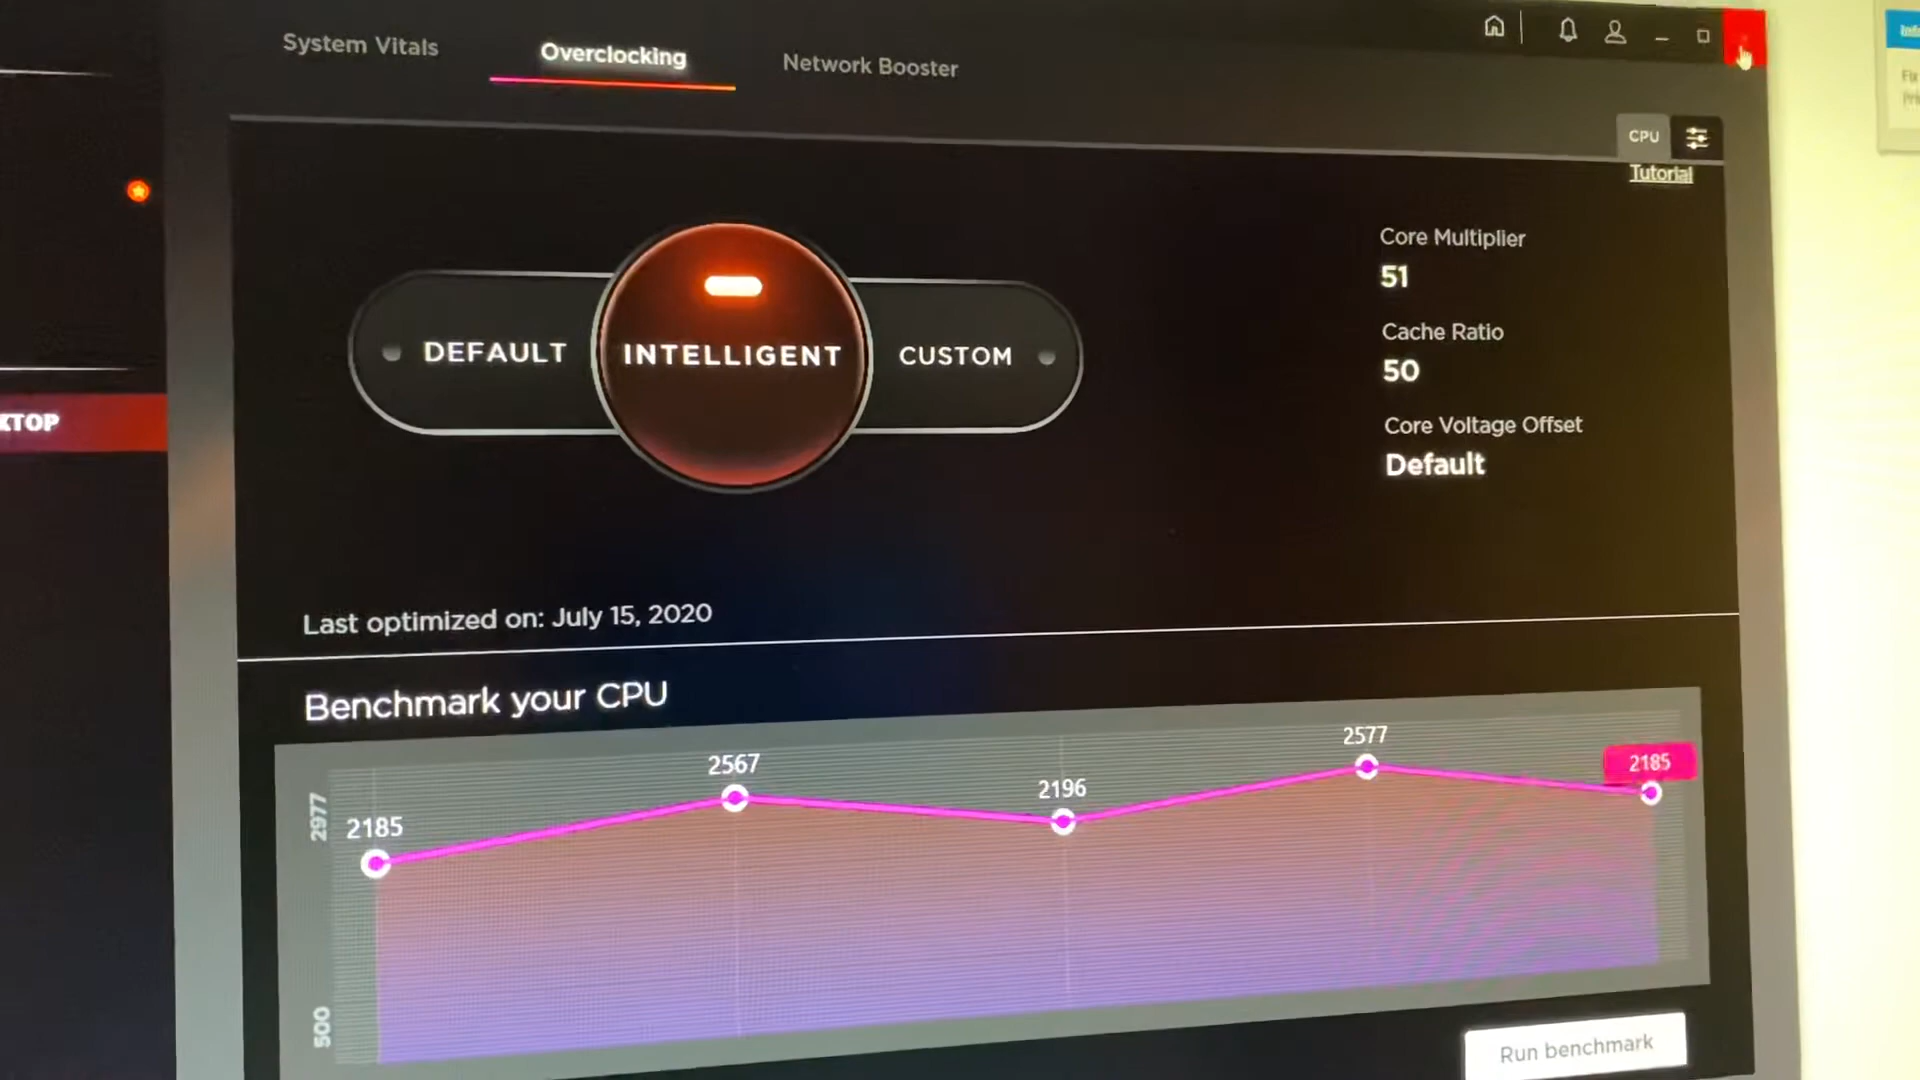 System Vitals
Overclocking
Network Booster
CPU
Tutorial
KTOP
DEFAULT
INTELLIGENT
CUSTOM
Core Multiplier
51
Cache Ratio
50
Core Voltage Offset
Default
Last optimized on: July 15, 2020
Benchmark your CPU
2977
500
2185
2567
2196
2577
2185
Run benchmark
Fix